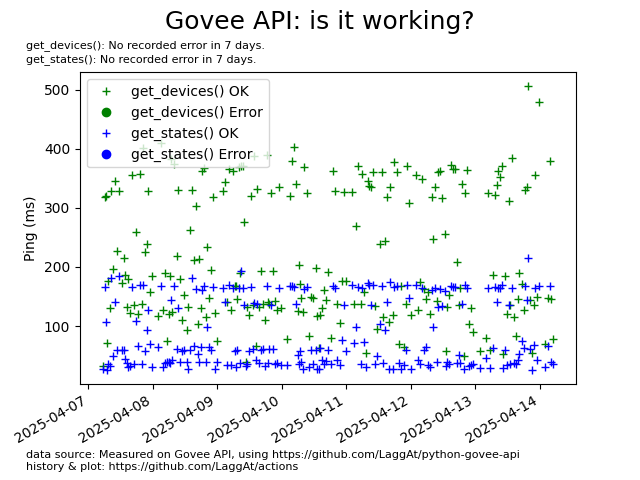 Govee API: is it working?
get_devices(): No recorded error in 7 days.
get_states(): No recorded error in 7 days.
get_devices() OK
get_devices() Error
get_states() OK
get_states() Error
Ping (ms)
500
400
300
200
100
2025-04-07
2025-04-08
2025-04-09
2025-04-10
2025-04-11
2025-04-12
2025-04-13
2025-04-14
data source: Measured on Govee API, using https://github.com/LaggAt/python-govee-api
history & plot: https://github.com/LaggAt/actions